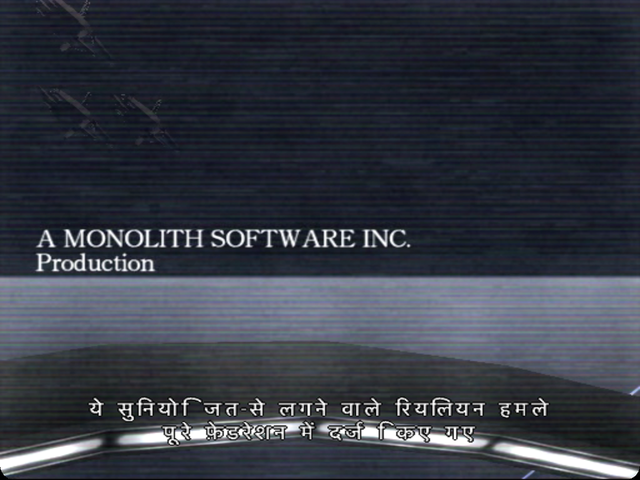 A MONOLITH SOFTWARE INC.
Production
ये सुनियोजित-से लगने वाले रियलियन हमले
पूरे फ़ेडरेशन में दर्ज किए गए